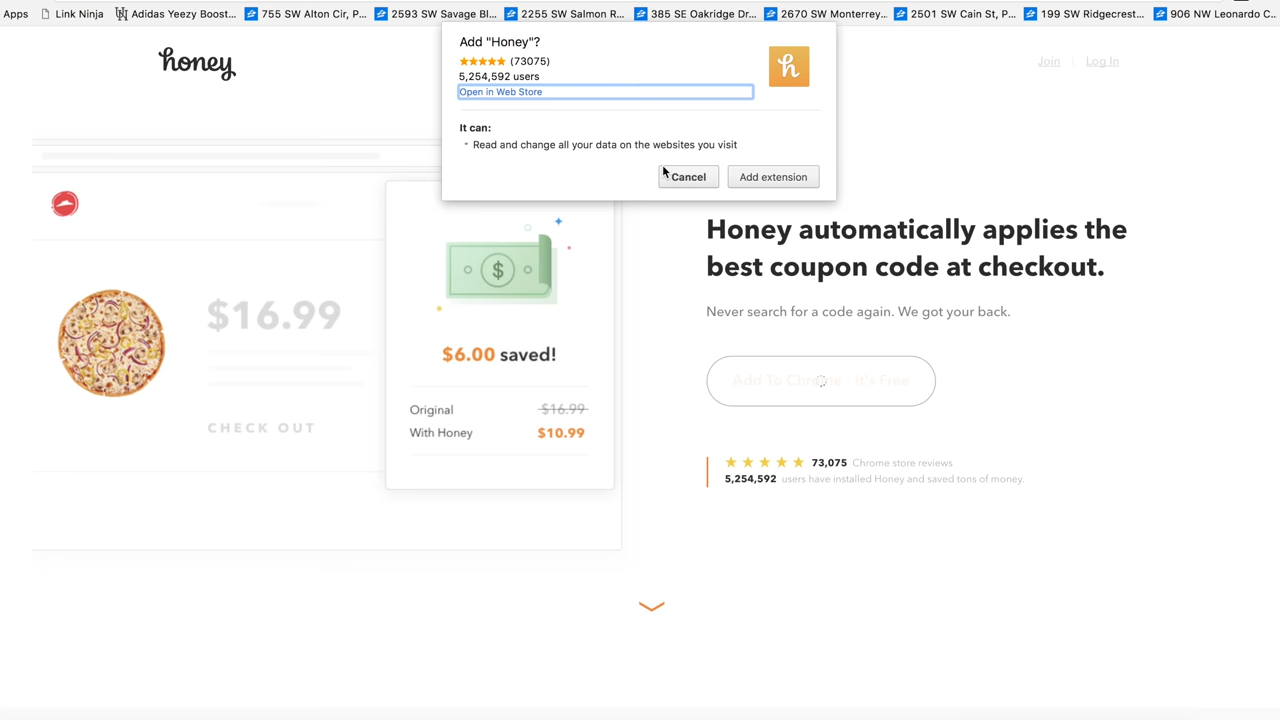 Apps Link Ninja Adidas Yeezy Boost... 755 SW Alton Cir, P... 2593 SW Savage Bl... 2255 SW Salmon R... 385 SE Oakridge Dr... 2670 SW Monterrey... 2501 SW Cain St, P... 199 SW Ridgecrest... 906 NW Leonardo C...
honey
Join
Log In
Add "Honey"?
(73075)
5,254,592 users
Open in Web Store
h
It can:
Read and change all your data on the websites you visit
Cancel
Add extension
$16.99
CHECK OUT
$
$6.00 saved!
Original $16.99
With Honey $10.99
Honey automatically applies the
best coupon code at checkout.
Never search for a code again. We got your back.
Add To Chrome - It's Free
73,075 Chrome store reviews
5,254,592 users have installed Honey and saved tons of money.